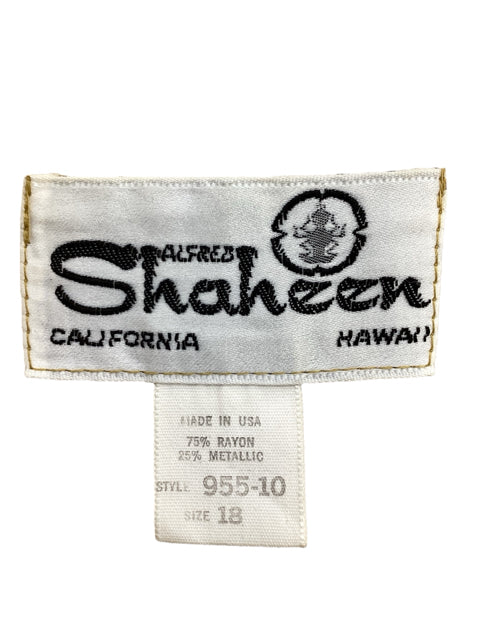 ALFRED
Shaheen
CALIFORNIA HAWAII
MADE IN USA
75% RAYON
25% METALLIC
STYLE 955-10
SIZE 18